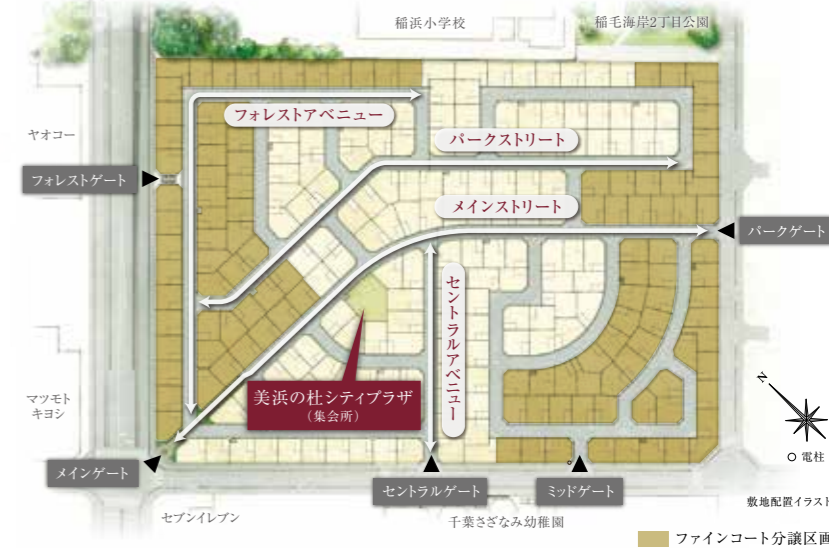 稲浜小学校
稲毛海岸2丁目公園
ヤオコー
フォレストアベニュー
パークストリート
フォレストゲート
メインストリート
パークゲート
セントラルアベニュー
美浜の杜シティプラザ
（集会所）
マツモト
キヨシ
N
電柱
メインゲート
セントラルゲート
ミッドゲート
敷地配置イラスト
セブンイレブン
千葉さざなみ幼稚園
ファインコート分譲区画